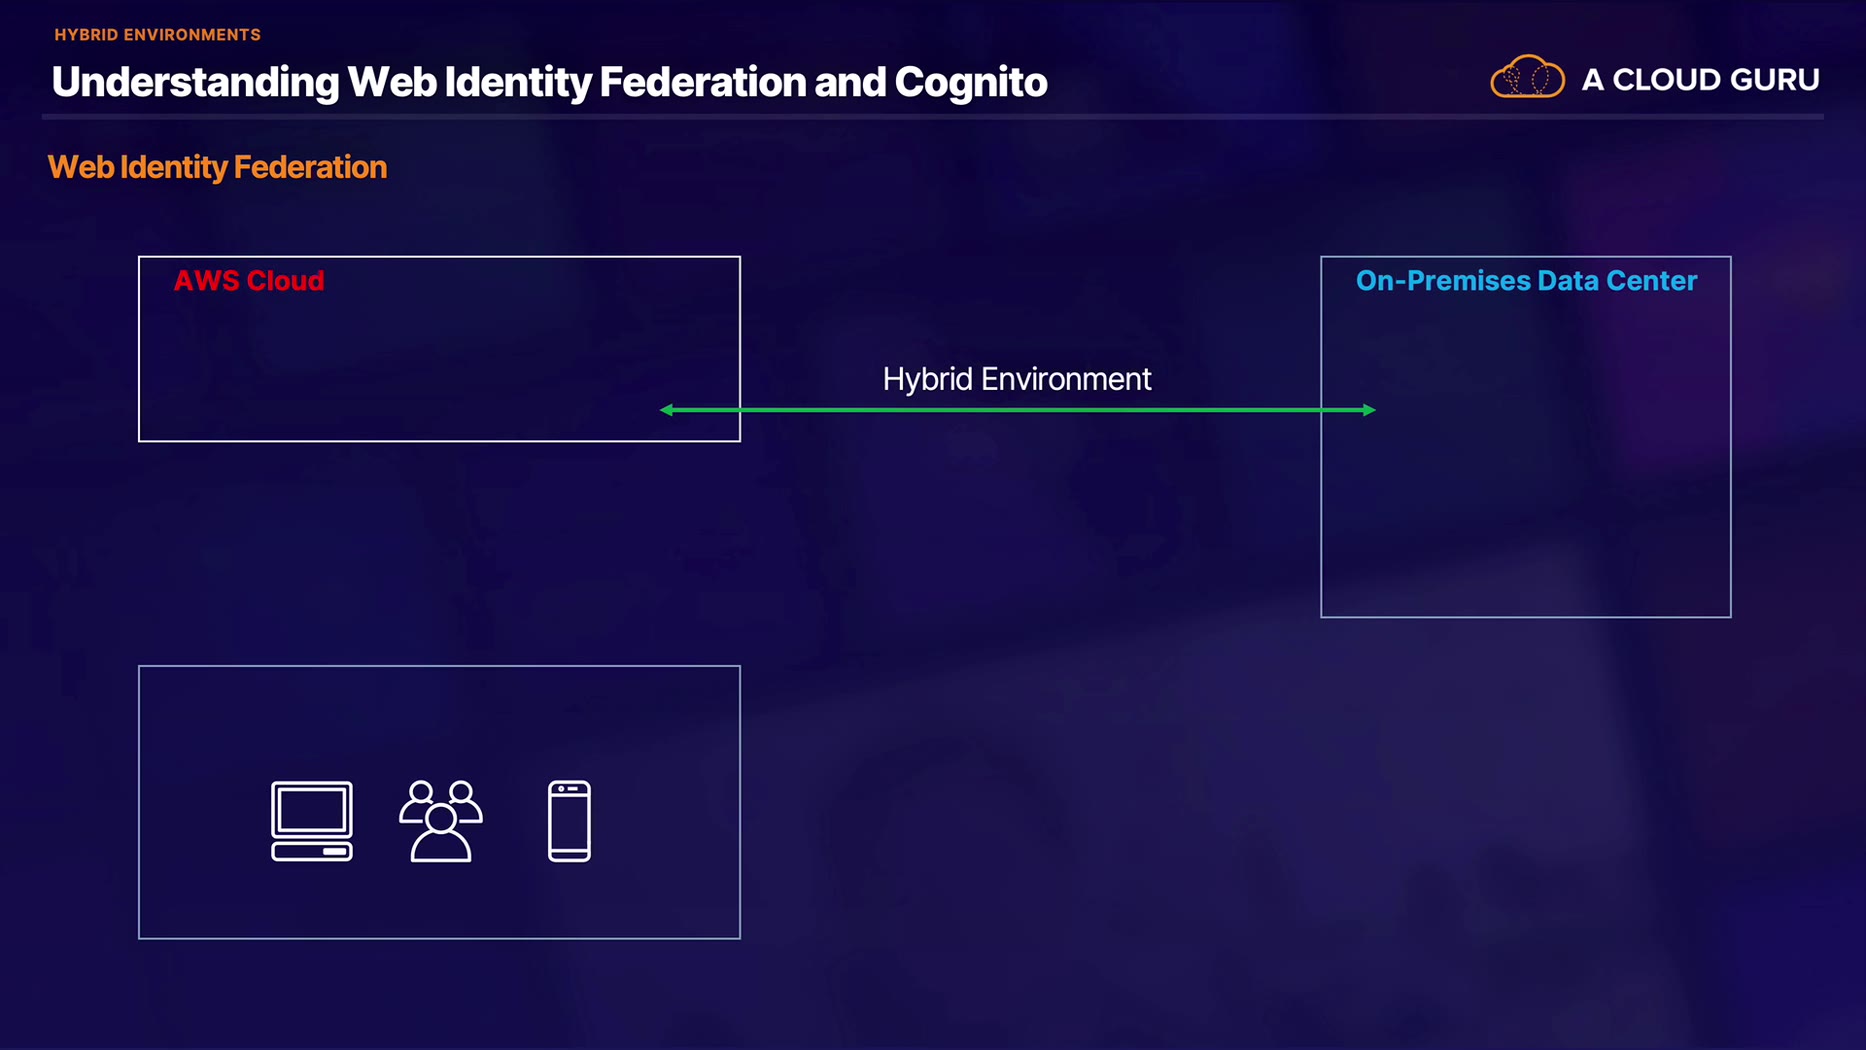 HYBRID ENVIRONMENTS
Understanding Web Identity Federation and Cognito
A CLOUD GURU
Web Identity Federation
AWS Cloud
On-Premises Data Center
Hybrid Environment